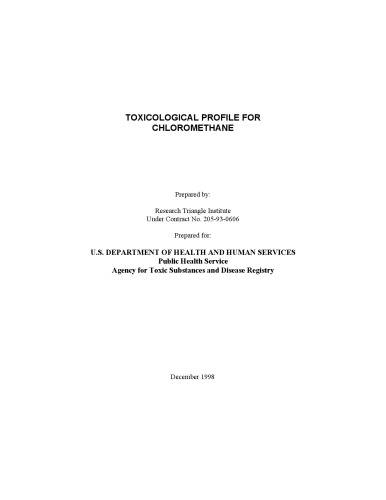 TOXICOLOGICAL PROFILE FOR
CHLOROMETHANE
Prepared by:
Research Triangle Institute
Under Contract No. 205-93-0606
Prepared for:
U.S. DEPARTMENT OF HEALTH AND HUMAN SERVICES
Public Health Service
Agency for Toxic Substances and Disease Registry
December 1998